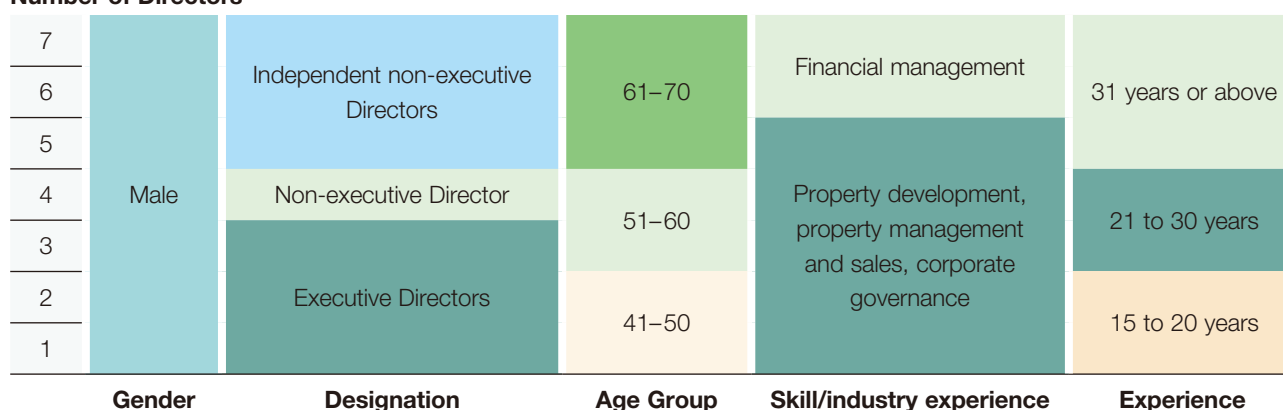 Number of Directors
7
6
5
4
3
2
1
Male
Independent non-executive
Directors
Non-executive Director
Executive Directors
61–70
51–60
41–50
Financial management
Property development,
property management
and sales, corporate
governance
31 years or above
21 to 30 years
15 to 20 years
Gender Designation Age Group Skill/industry experience Experience